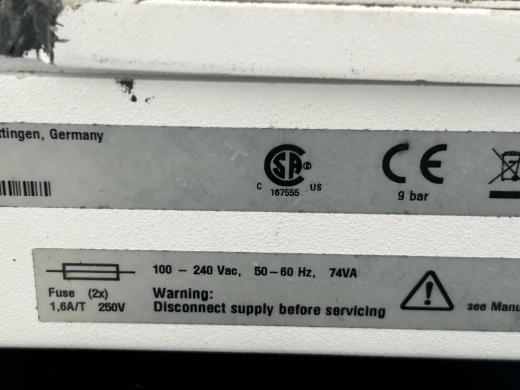 ttingen, Germany
CSA ®
C 167555 US
CE
9 bar
100 – 240 Vac, 50–60 Hz, 74VA
Fuse (2x)
1,6A/T 250V
Warning:
Disconnect supply before servicing
see Manu